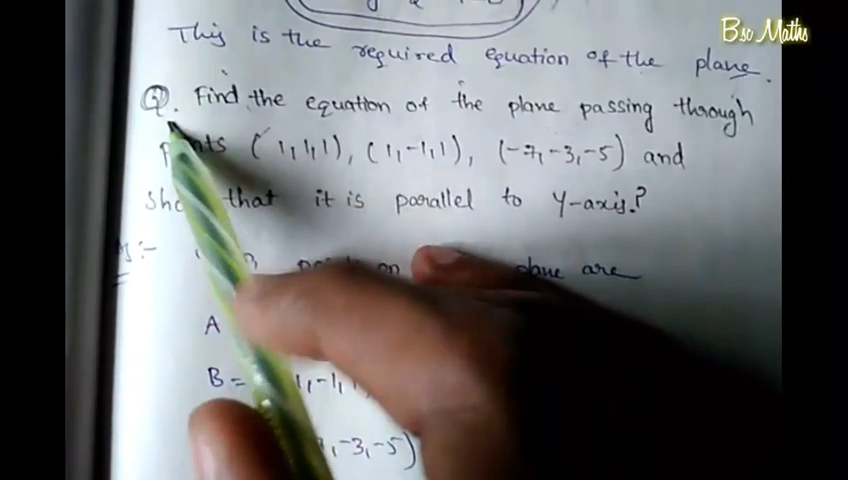 Bsc Maths
This is the required equation of the plane.
Q. Find the equation of the plane passing through
points (1,1,1), (1,-1,1), (-7,-3,-5) and
that it is parallel to Y-axis.?
plane are
A
B = 1,-1,1
-3,-5)